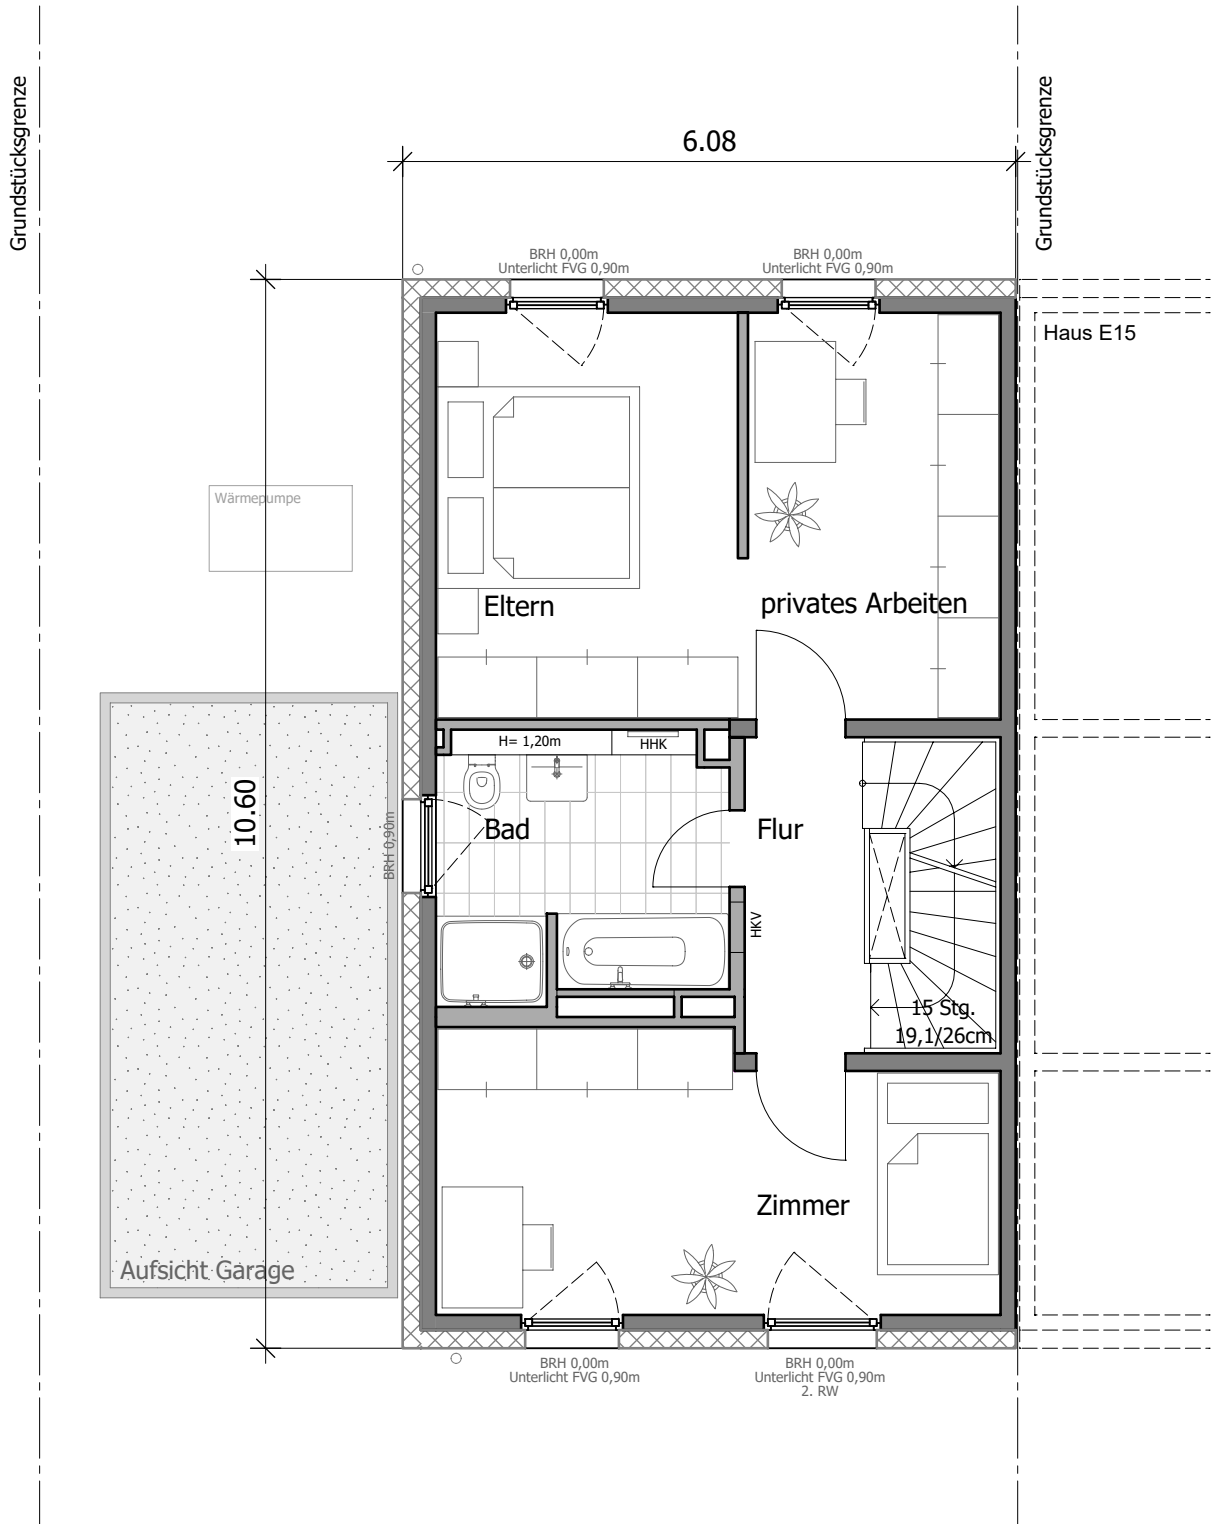 Grundstücksgrenze
Grundstücksgrenze
6.08
BRH 0,00m
Unterlicht FVG 0,90m
BRH 0,00m
Unterlicht FVG 0,90m
Haus E15
Wärmepumpe
Eltern
privates Arbeiten
H= 1,20m
HHK
10.60
BRH 0,90m
Bad
Flur
HKV
15 Stg.
19,1/26cm
Zimmer
Aufsicht Garage
BRH 0,00m
Unterlicht FVG 0,90m
BRH 0,00m
Unterlicht FVG 0,90m
2. RW